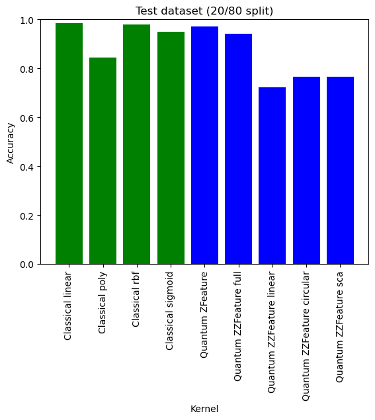 Test dataset (20/80 split)
1.0
0.8
0.6
0.4
0.2
0.0
Accuracy
Classical linear
Classical poly
Classical rbf
Classical sigmoid
Quantum ZFeature
Quantum ZZFeature full
Quantum ZZFeature linear
Quantum ZZFeature circular
Quantum ZZFeature sca
Kernel